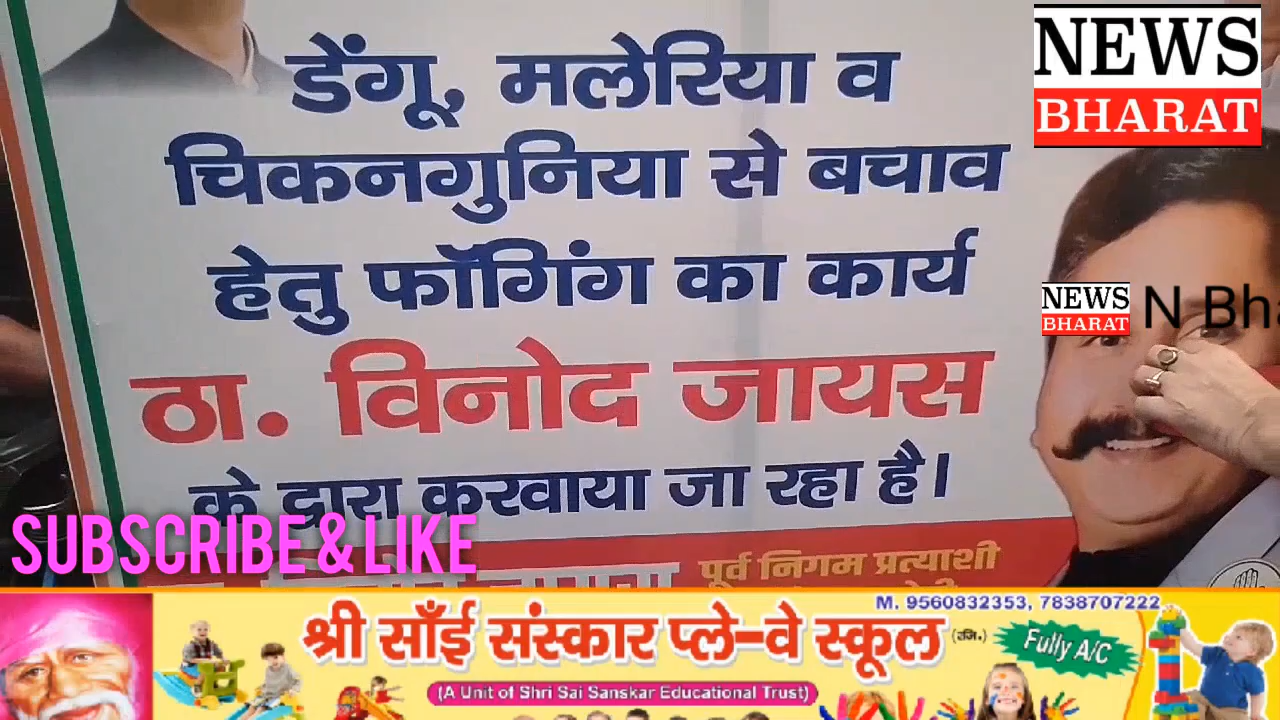 NEWS
BHARAT
डेंगू, मलेरिया व
चिकनगुनिया से बचाव
हेतु फॉगिंग का कार्य
ठा. विनोद जायस
के द्वारा करवाया जा रहा है।
NEWS
BHARAT
N Bha
SUBSCRIBE & LIKE
पूर्व निगम प्रत्याशी
M. 9560832353, 7838707222
श्री साँई संस्कार प्ले-वे स्कूल (रजि.)
Fully A/C
(A Unit of Shri Sai Sanskar Educational Trust)